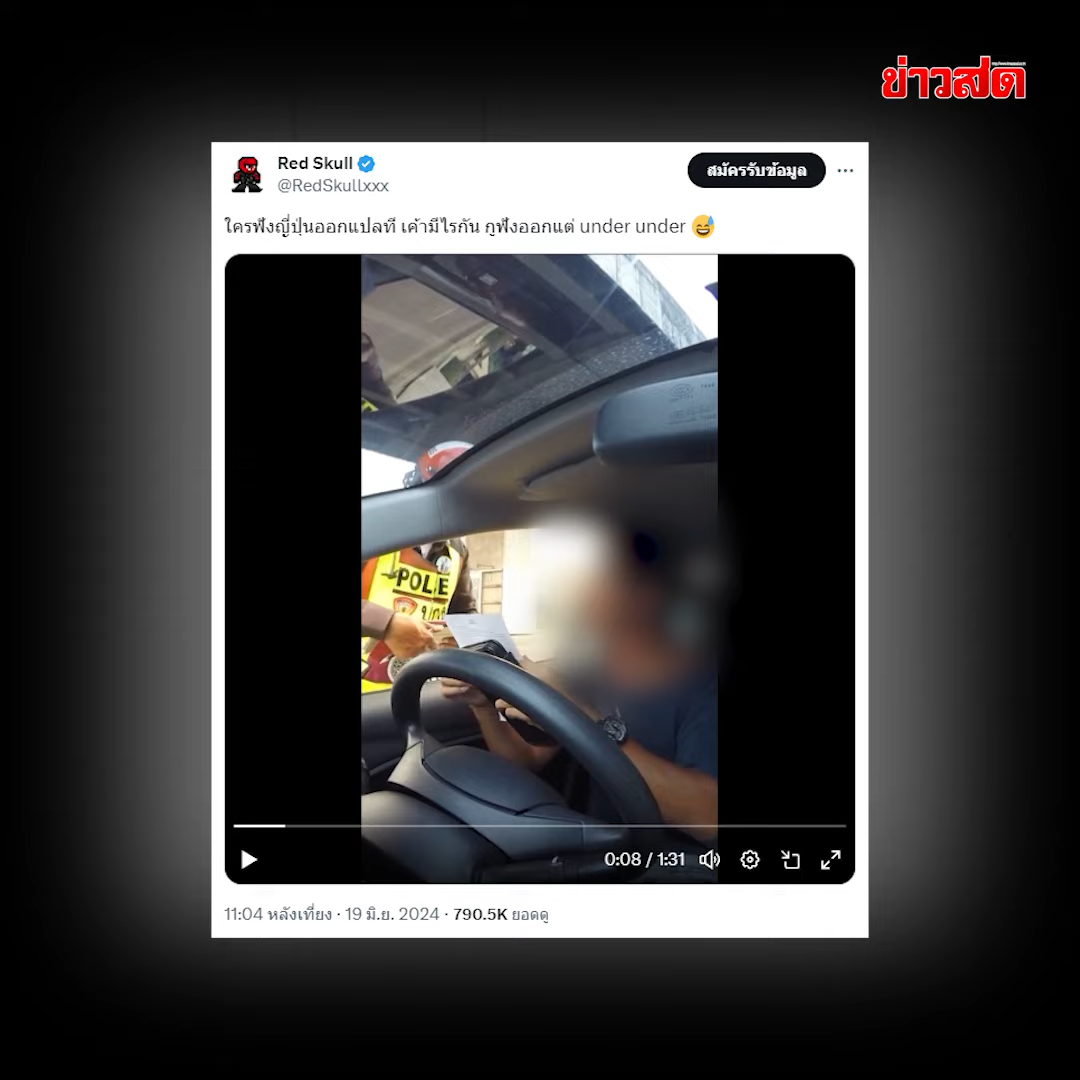 ข่าวสด
Red Skull
@RedSkullxxx
สมัครรับข้อมูล
ใครฟังญี่ปุ่นออกแปลที เค้ามีไรกัน กูฟังออกแต่ under under 😅
POL
E
0:08 / 1:31
11:04 หลังเที่ยง · 19 มิ.ย. 2024 · 790.5K ยอดดู